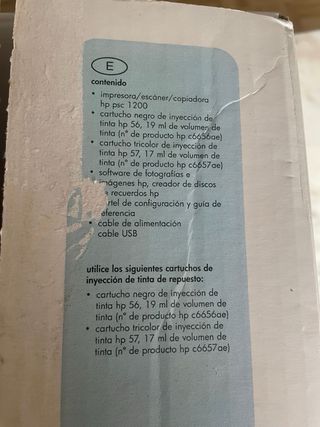 E
contenido
• impresora/escáner/copiadora
hp psc 1200
• cartucho negro de inyección de
tinta hp 56, 19 ml de volumen de
tinta (n° de producto hp c6656ae)
• cartucho tricolor de inyección de
tinta hp 57, 17 ml de volumen de
tinta (n° de producto hp c6657ae)
• software de fotografías e
imágenes hp, creador de discos
de recuerdos hp
cartel de configuración y guía de
referencia
• cable de alimentación
cable USB
utilice los siguientes cartuchos de
inyección de tinta de repuesto:
• cartucho negro de inyección de
tinta hp 56, 19 ml de volumen de
tinta (n° de producto hp c6656ae)
• cartucho tricolor de inyección de
tinta hp 57, 17 ml de volumen de
tinta (n° de producto hp c6657ae)